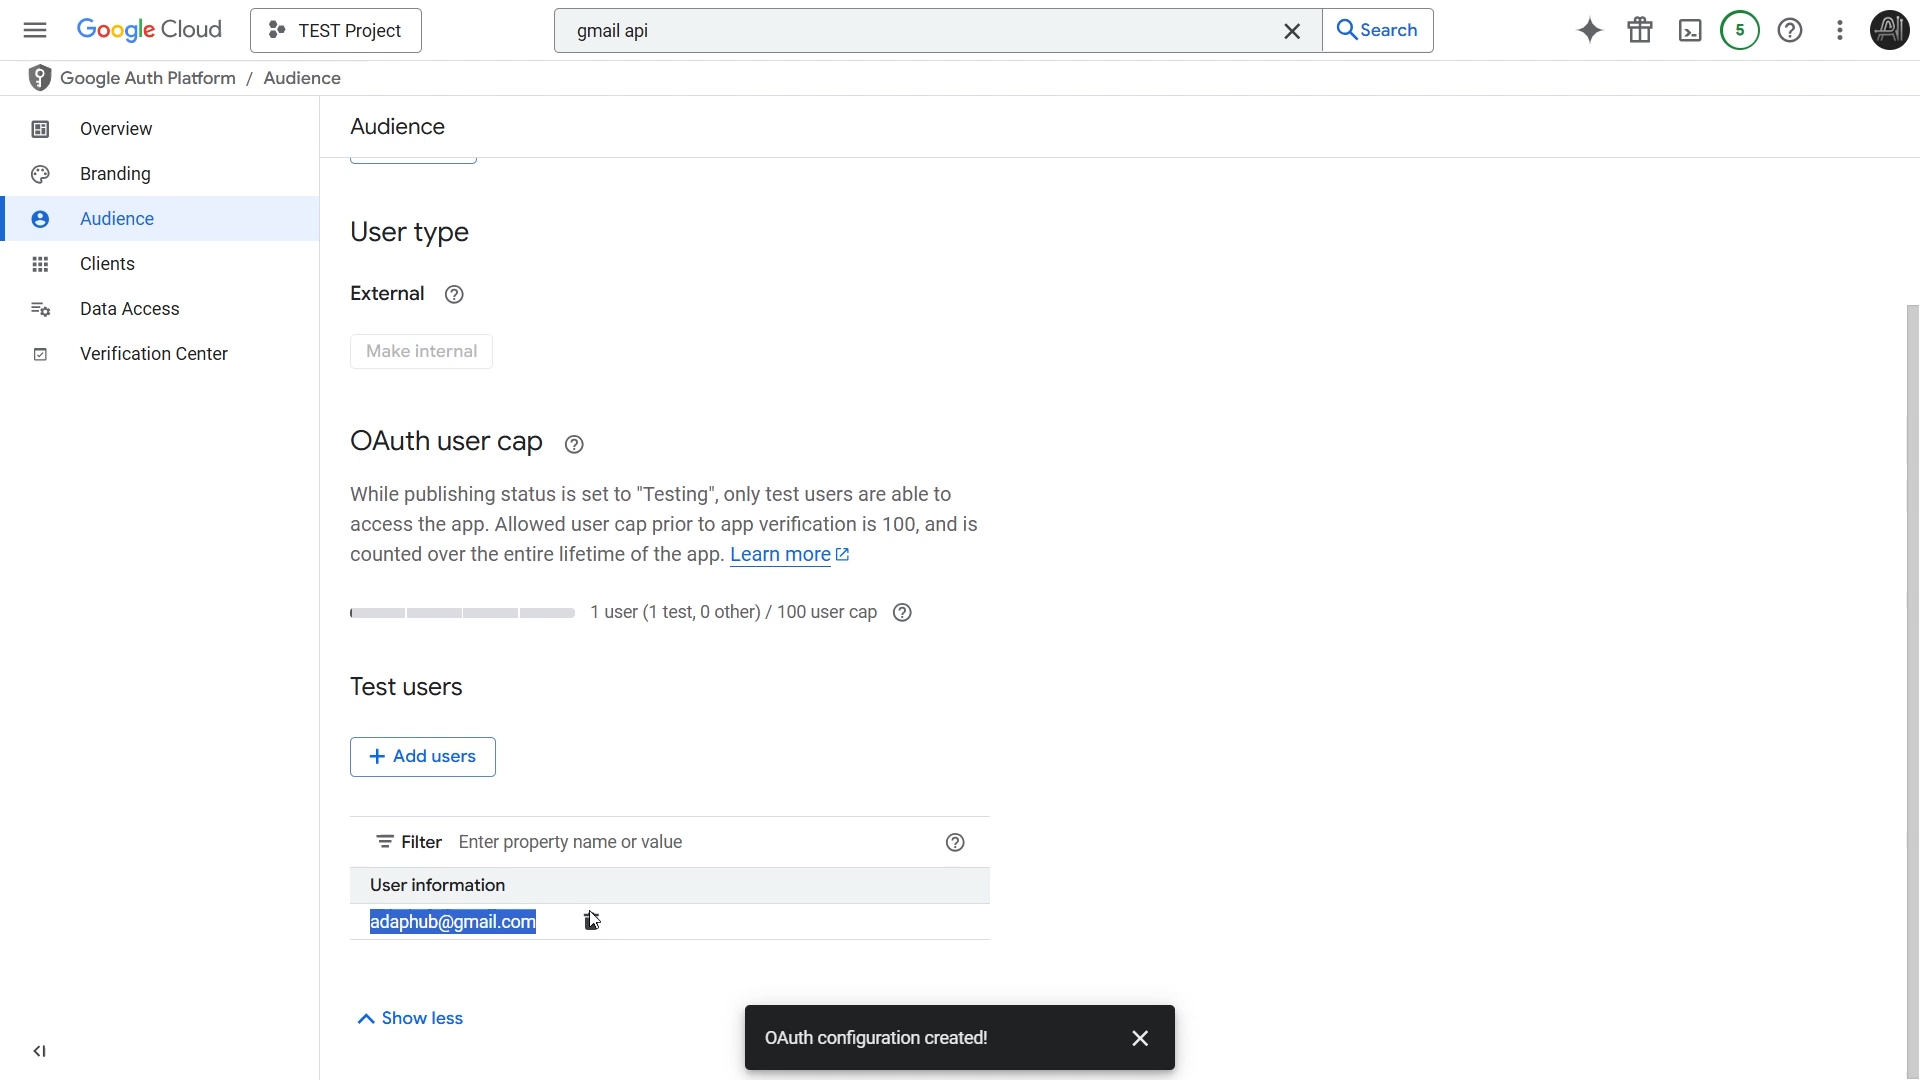 Google Cloud
TEST Project
gmail api
Search
5
Google Auth Platform / Audience
Overview
Branding
Audience
Clients
Data Access
Verification Center
Audience
User type
External
Make internal
OAuth user cap
While publishing status is set to "Testing", only test users are able to
access the app. Allowed user cap prior to app verification is 100, and is
counted over the entire lifetime of the app. Learn more
1 user (1 test, 0 other) / 100 user cap
Test users
+ Add users
Filter Enter property name or value
User information
adaphub@gmail.com
Show less
OAuth configuration created!